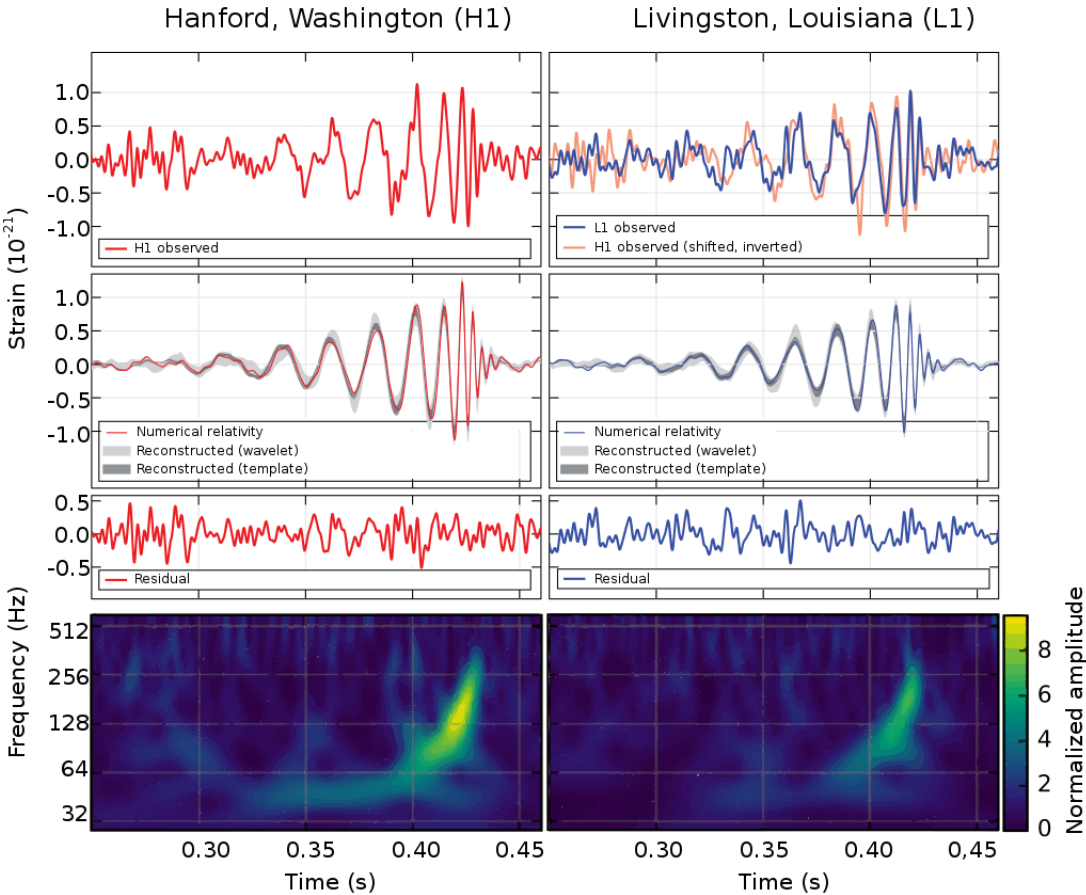 Hanford, Washington (H1)
Livingston, Louisiana (L1)
Strain (10⁻²¹)
1.0
0.5
0.0
-0.5
-1.0
H1 observed
L1 observed
H1 observed (shifted, inverted)
1.0
0.5
0.0
-0.5
-1.0
Numerical relativity
Reconstructed (wavelet)
Reconstructed (template)
Numerical relativity
Reconstructed (wavelet)
Reconstructed (template)
0.5
0.0
-0.5
Residual
Residual
Frequency (Hz)
512
256
128
64
32
0.30 0.35 0.40 0.45
Time (s)
0.30 0.35 0.40 0,45
Time (s)
8
6
4
2
0
Normalized amplitude